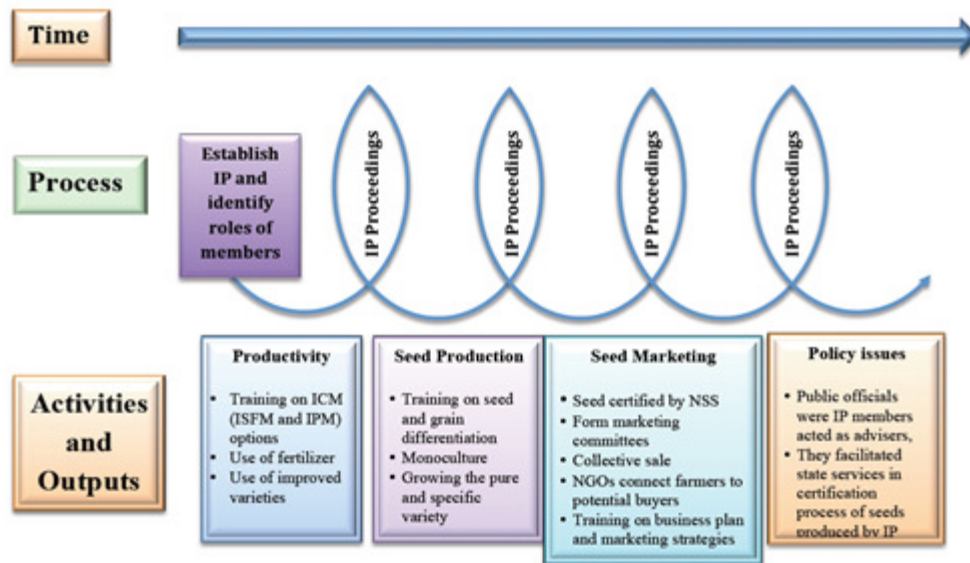 Time
Process
Establish
IP and
identify
roles of
members
IP Proceedings
IP Proceedings
IP Proceedings
IP Proceedings
Activities
and
Outputs
Productivity
• Training on ICM
(ISFM and IPM)
options
• Use of fertilizer
• Use of improved
varieties
Seed Production
• Training on seed
and grain
differentiation
• Monoculture
• Growing the pure
and specific
variety
Seed Marketing
• Seed certified by NSS
• Form marketing
committees
• Collective sale
• NGOs connect farmers to
potential buyers
• Training on business plan
and marketing strategies
Policy issues
• Public officials
were IP members
acted as advisers,
• They facilitated
state services in
certification
process of seeds
produced by IP